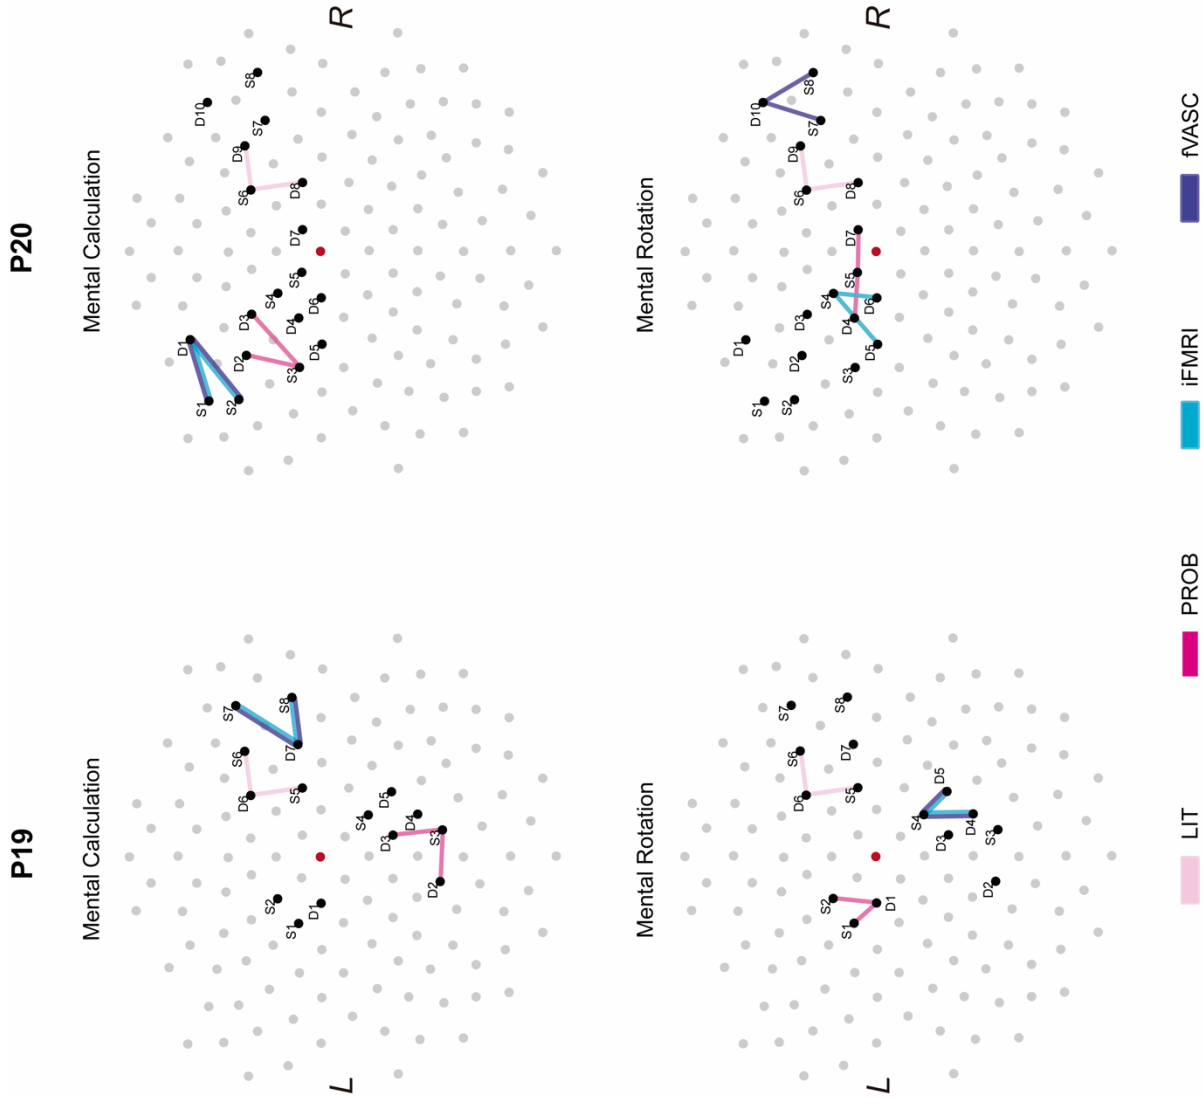 P19
P20
Mental Calculation
Mental Calculation
S7
S6
D6
S8
D7
S5
S2
S1
D1
S4
D5
D3
D4
S3
D2
D1
S1
S2
D10
S8
D9
S7
S6
D8
D2
D3
S4
S3
D4
S5
D7
D5
D6
L
R
Mental Rotation
Mental Rotation
S7
S6
D6
S8
D7
S5
S2
S1
D1
S4
D5
D3
D4
S3
D2
D1
S1
S2
D10
S8
D9
S7
S6
D8
D2
D3
S4
S3
D4
S5
D7
D5
D6
L
R
LIT
PROB
iFMRI
fVASC